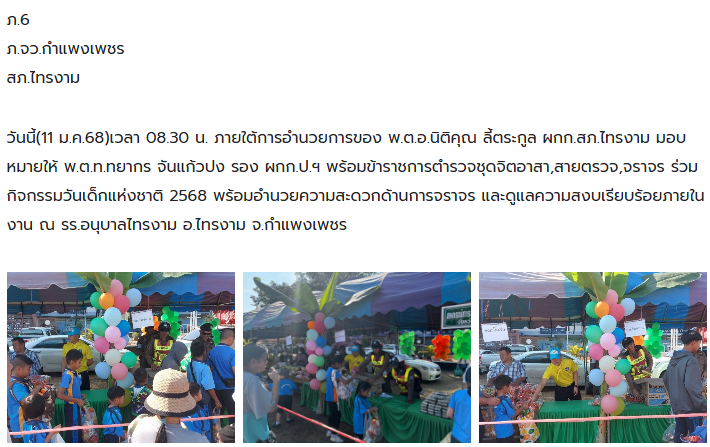 ภ.6
ภ.จว.กำแพงเพชร
สภ.ไทรงาม
วันนี้(11 ม.ค.68)เวลา 08.30 น. ภายใต้การอำนวยการของ พ.ต.อ.นิติคุณ ลี้ตระกูล ผกก.สภ.ไทรงาม มอบ
หมายให้ พ.ต.ท.ทยากร จันแก้วปง รอง ผกก.ป.ฯ พร้อมข้าราชการตำรวจชุดจิตอาสา,สายตรวจ,จราจร ร่วม
กิจกรรมวันเด็กแห่งชาติ 2568 พร้อมอำนวยความสะดวกด้านการจราจร และดูแลความสงบเรียบร้อยภายใน
งาน ณ รร.อนุบาลไทรงาม อ.ไทรงาม จ.กำแพงเพชร